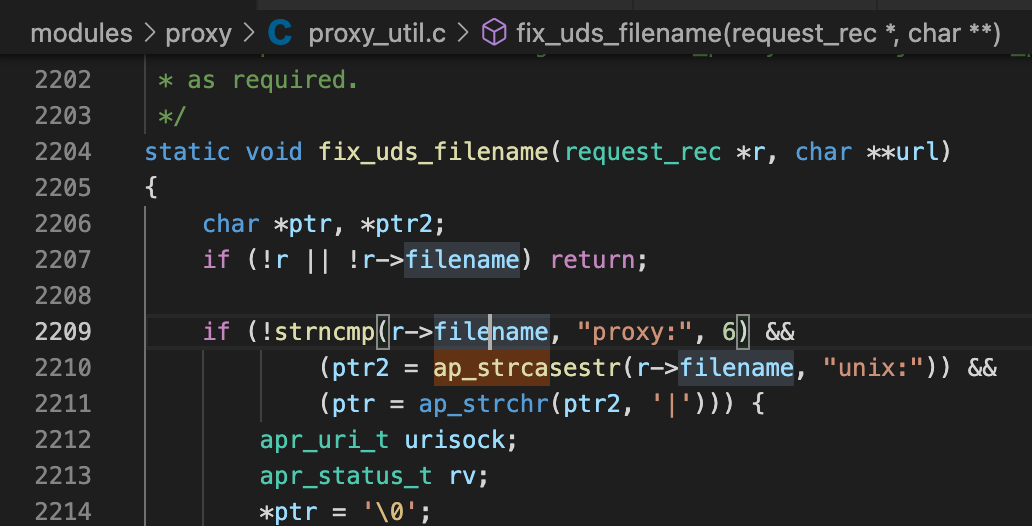 modules > proxy > C proxy_util.c > fix_uds_filename(request_rec *, char **)
2202 * as required.
2203 */
2204 static void fix_uds_filename(request_rec *r, char **url)
2205 {
2206 char *ptr, *ptr2;
2207 if (!r || !r->filename) return;
2208
2209 if (!strncmp(r->filename, "proxy:", 6) &&
2210 (ptr2 = ap_strcasestr(r->filename, "unix:")) &&
2211 (ptr = ap_strchr(ptr2, '|'))) {
2212 apr_uri_t urisock;
2213 apr_status_t rv;
2214 *ptr = '\0';